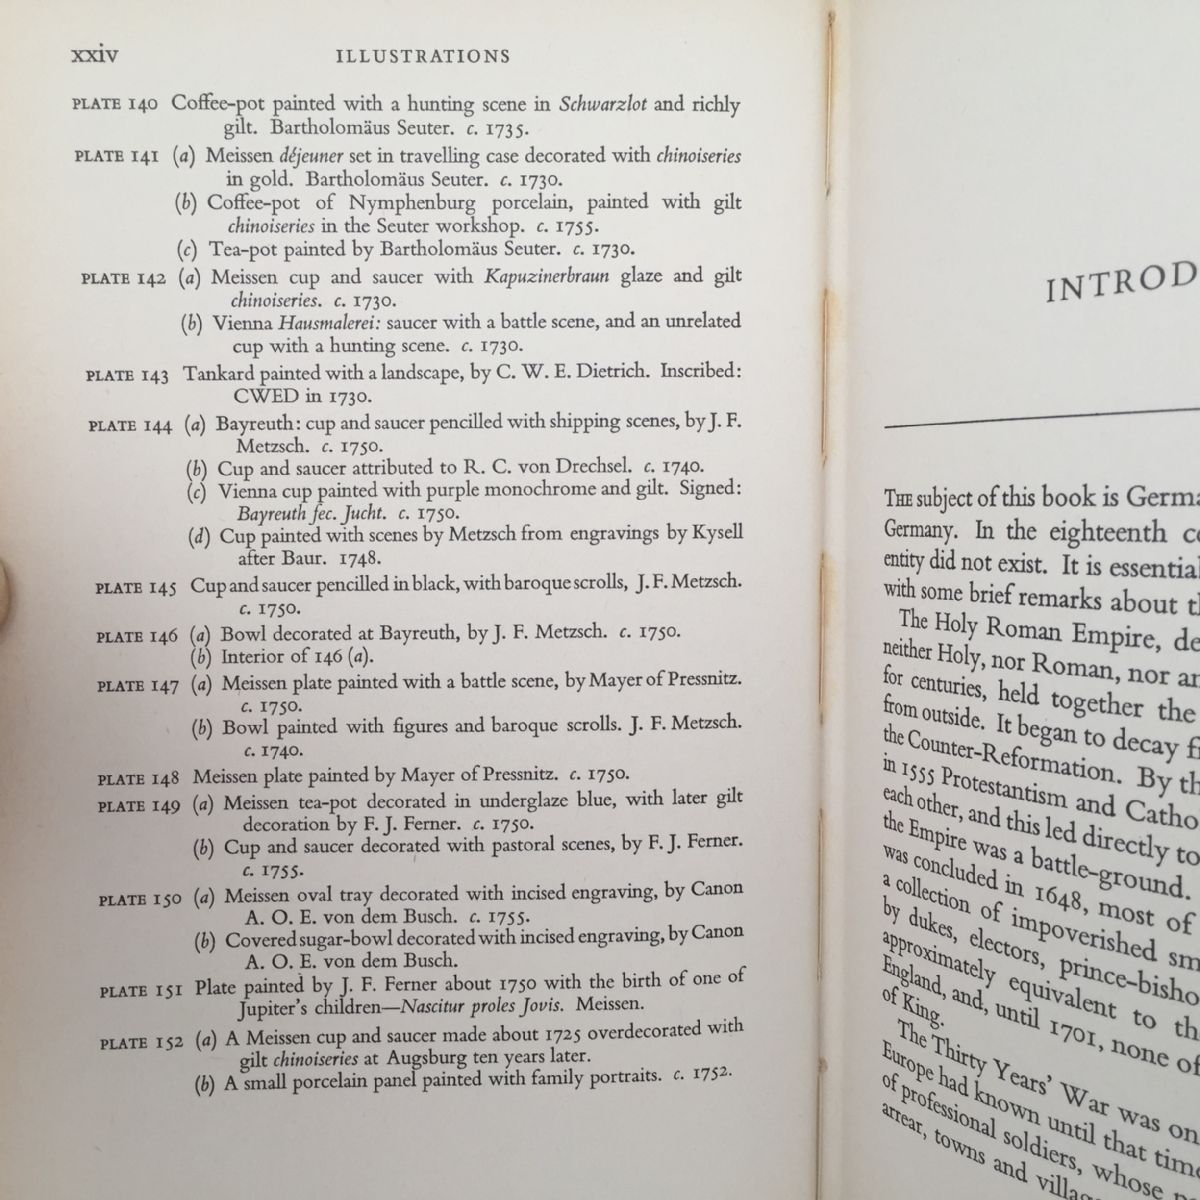 xxiv ILLUSTRATIONS
PLATE 140 Coffee-pot painted with a hunting scene in Schwarzlot and richly
gilt. Bartholomäus Seuter. c. 1735.
PLATE 141 (a) Meissen déjeuner set in travelling case decorated with chinoiseries
in gold. Bartholomäus Seuter. c. 1730.
(b) Coffee-pot of Nymphenburg porcelain, painted with gilt
chinoiseries in the Seuter workshop. c. 1755.
(c) Tea-pot painted by Bartholomäus Seuter. c. 1730.
PLATE 142 (a) Meissen cup and saucer with Kapuzinerbraun glaze and gilt
chinoiseries. c. 1730.
(b) Vienna Hausmalerei: saucer with a battle scene, and an unrelated
cup with a hunting scene. c. 1730.
PLATE 143 Tankard painted with a landscape, by C. W. E. Dietrich. Inscribed:
CWED in 1730.
PLATE 144 (a) Bayreuth: cup and saucer pencilled with shipping scenes, by J. F.
Metzsch. c. 1750.
(b) Cup and saucer attributed to R. C. von Drechsel. c. 1740.
(c) Vienna cup painted with purple monochrome and gilt. Signed:
Bayreuth fec. Jucht. c. 1750.
(d) Cup painted with scenes by Metzsch from engravings by Kysell
after Baur. 1748.
PLATE 145 Cup and saucer pencilled in black, with baroque scrolls, J. F. Metzsch.
c. 1750.
PLATE 146 (a) Bowl decorated at Bayreuth, by J. F. Metzsch. c. 1750.
(b) Interior of 146 (a).
PLATE 147 (a) Meissen plate painted with a battle scene, by Mayer of Pressnitz.
c. 1750.
(b) Bowl painted with figures and baroque scrolls. J. F. Metzsch.
c. 1740.
PLATE 148 Meissen plate painted by Mayer of Pressnitz. c. 1750.
PLATE 149 (a) Meissen tea-pot decorated in underglaze blue, with later gilt
decoration by F. J. Ferner. c. 1750.
(b) Cup and saucer decorated with pastoral scenes, by F. J. Ferner.
c. 1755.
PLATE 150 (a) Meissen oval tray decorated with incised engraving, by Canon
A. O. E. von dem Busch. c. 1755.
(b) Covered sugar-bowl decorated with incised engraving, by Canon
A. O. E. von dem Busch.
PLATE 151 Plate painted by J. F. Ferner about 1750 with the birth of one of
Jupiter's children—Nascitur proles Jovis. Meissen.
PLATE 152 (a) A Meissen cup and saucer made about 1725 overdecorated with
gilt chinoiseries at Augsburg ten years later.
(b) A small porcelain panel painted with family portraits. c. 1752.
INTROD
THE subject of this book is Germa
Germany. In the eighteenth c
entity did not exist. It is essential
with some brief remarks about t
The Holy Roman Empire, de
neither Holy, nor Roman, nor a
for centuries, held together the
from outside. It began to decay f
the Counter-Reformation. By th
in 1555 Protestantism and Catho
each other, and this led directly to
the Empire was a battle-ground.
was concluded in 1648, most of
a collection of impoverished sm
by dukes, electors, prince-bisho
approximately equivalent to th
England, and, until 1701, none of
of King.
The Thirty Years' War was on
Europe had known until that time
of professional soldiers, whose
arrear, towns and villag